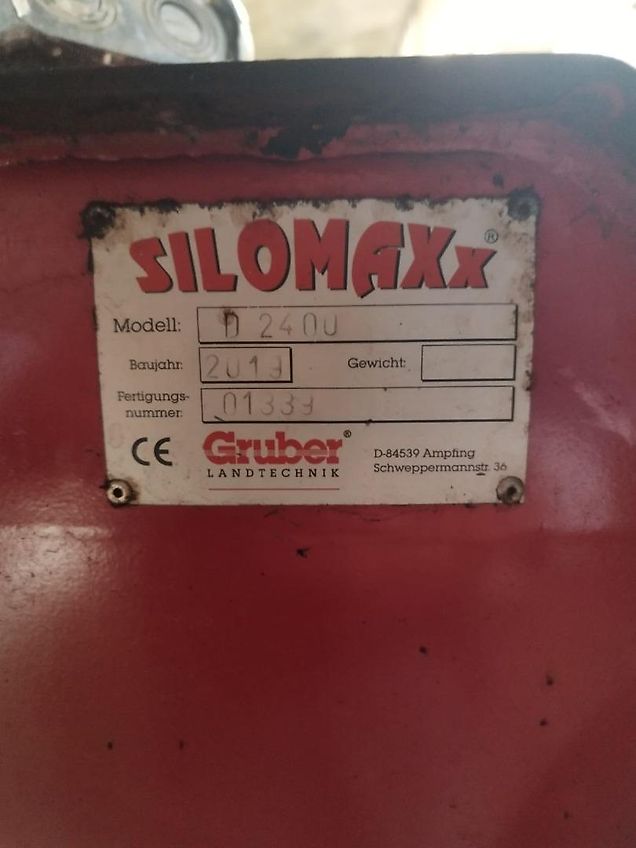 SILOMAXx®
Modell: D 2400
Baujahr: 2013 Gewicht:
Fertigungs-
nummer: 01333
CE Gruber® D-84539 Ampfing
LANDTECHNIK Schweppermannstr. 36